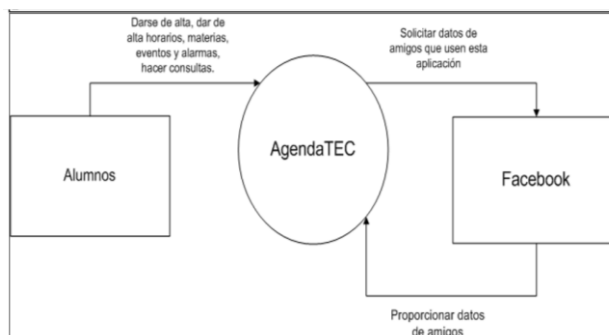 Darse de alta, dar de
alta horarios, materias,
eventos y alarmas,
hacer consultas.
Solicitar datos de
amigos que usen esta
aplicación
Alumnos
AgendaTEC
Facebook
Proporcionar datos
de amigos